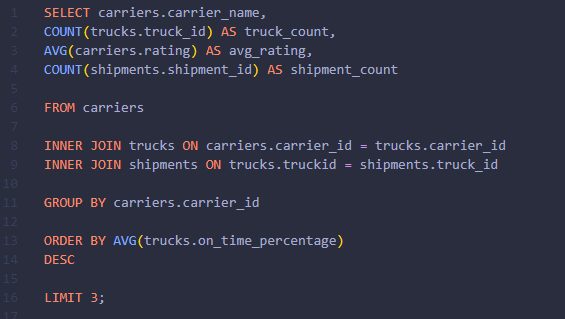 1 SELECT carriers.carrier_name,
2 COUNT(trucks.truck_id) AS truck_count,
3 AVG(carriers.rating) AS avg_rating,
4 COUNT(shipments.shipment_id) AS shipment_count
5
6 FROM carriers
7
8 INNER JOIN trucks ON carriers.carrier_id = trucks.carrier_id
9 INNER JOIN shipments ON trucks.truckid = shipments.truck_id
10
11 GROUP BY carriers.carrier_id
12
13 ORDER BY AVG(trucks.on_time_percentage)
14 DESC
15
16 LIMIT 3;
17